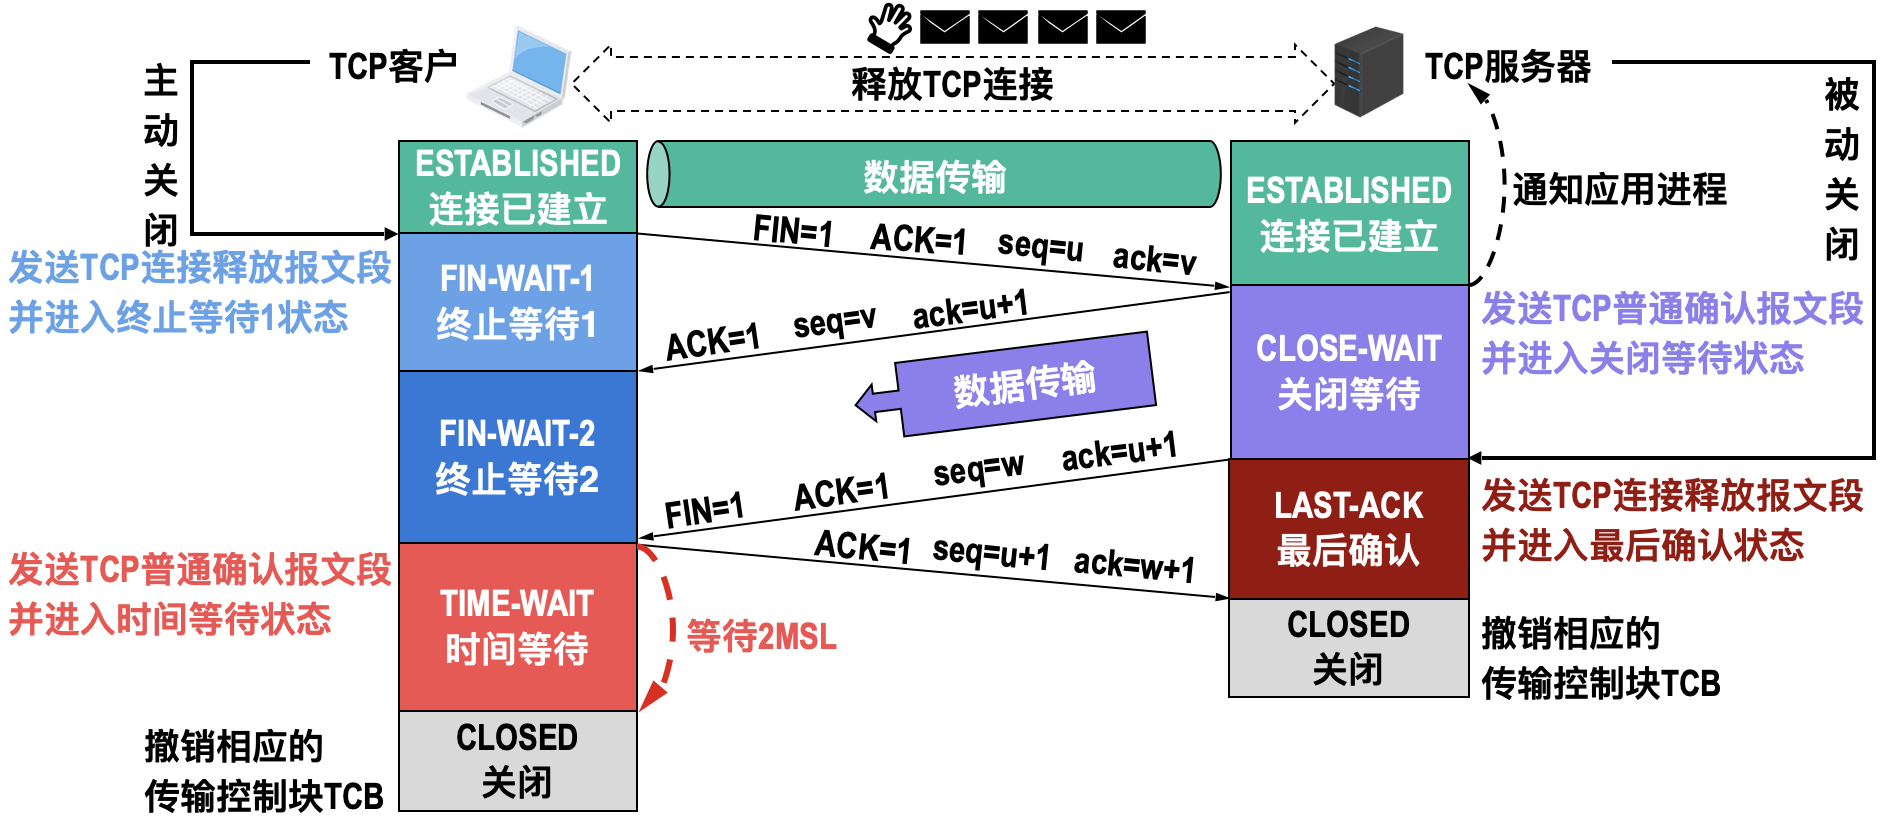 TCP客户
释放TCP连接
TCP服务器
主动关闭
被动关闭
ESTABLISHED
连接已建立
数据传输
ESTABLISHED
连接已建立
通知应用进程
FIN=1 ACK=1 seq=u ack=v
发送TCP连接释放报文段
并进入终止等待1状态
FIN-WAIT-1
终止等待1
ACK=1 seq=v ack=u+1
CLOSE-WAIT
关闭等待
发送TCP普通确认报文段
并进入关闭等待状态
数据传输
FIN-WAIT-2
终止等待2
FIN=1 ACK=1 seq=w ack=u+1
LAST-ACK
最后确认
发送TCP连接释放报文段
并进入最后确认状态
ACK=1 seq=u+1 ack=w+1
发送TCP普通确认报文段
并进入时间等待状态
TIME-WAIT
时间等待
等待2MSL
CLOSED
关闭
撤销相应的
传输控制块TCB
撤销相应的
传输控制块TCB
CLOSED
关闭